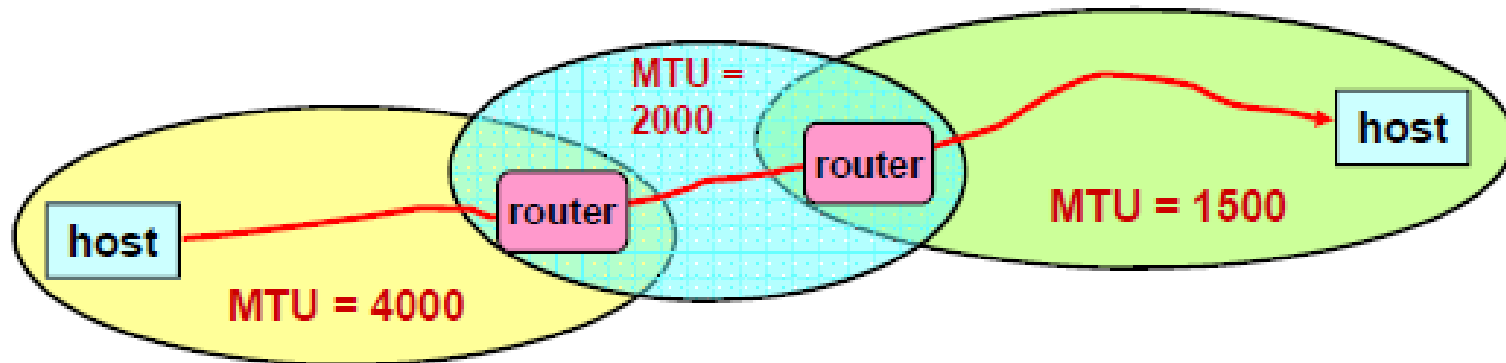 host
MTU = 4000
router
MTU =
2000
router
host
MTU = 1500